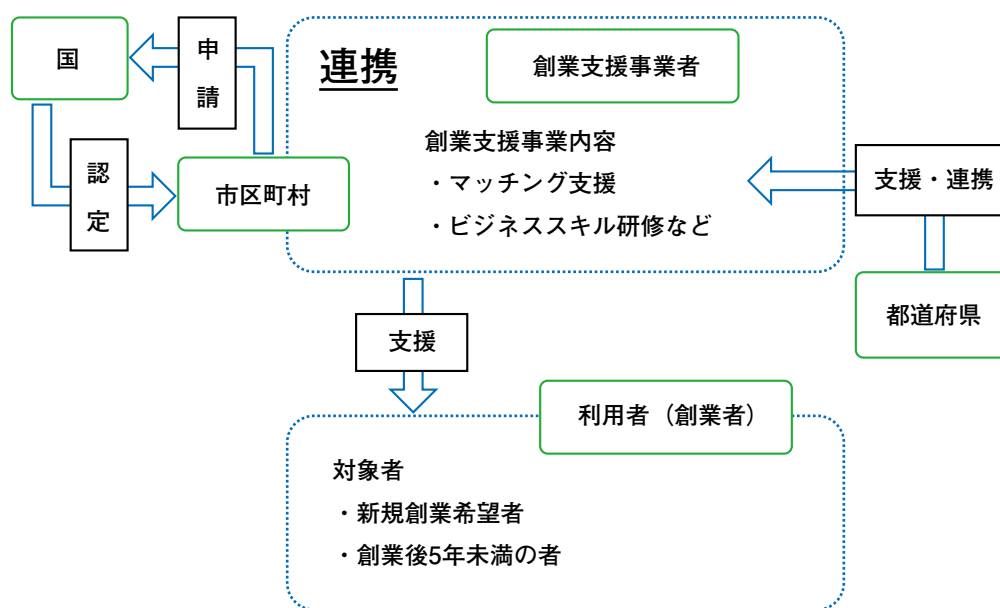 国
申
請
認
定
市区町村
連携
創業支援事業者
創業支援事業内容
・マッチング支援
・ビジネススキル研修など
支援・連携
都道府県
支援
利用者（創業者）
対象者
・新規創業希望者
・創業後5年未満の者